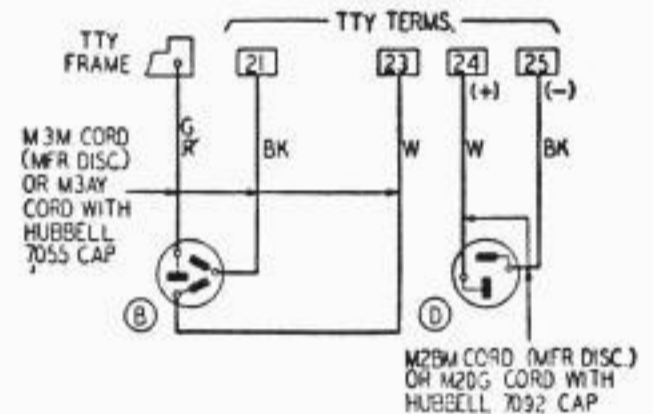 TTY TERMS.
TTY
FRAME
21
23
24
25
(+)
(-)
M3M CORD
(MFR DISC.)
OR M3AY
CORD WITH
HUBBELL
7055 CAP
BK
W
W
BK
B
D
M2BM CORD (MFR DISC.)
OR M2DG CORD WITH
HUBBELL 7092 CAP